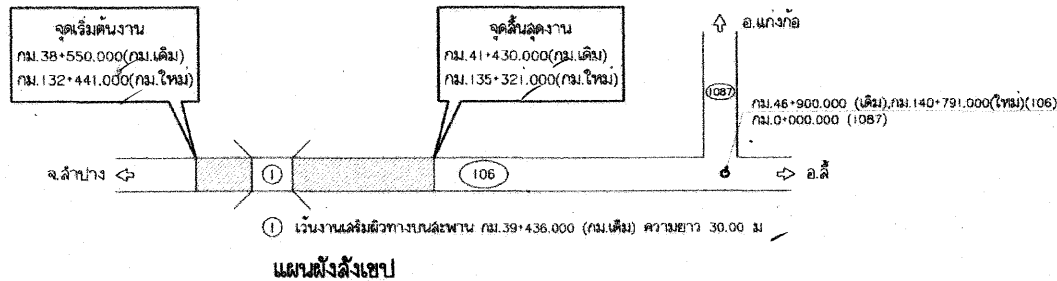 จุดเริ่มต้นงาน
กม.38+550.000(กม.เดิม)
กม.132+441.000(กม.ใหม่)
จุดสิ้นสุดงาน
กม.41+430.000(กม.เดิม)
กม.135+321.000(กม.ใหม่)
อ.แก่งก้อ
1087
กม.46+900.000 (เดิม),กม.140+791.000(ใหม่)(106)
กม.0+000.000 (1087)
จ.ลำปาง
1
106
อ.ลี้
1 เว้นงานเสริมผิวทางบนสะพาน กม.39+436.000 (กม.เดิม) ความยาว 30.00 ม
แผนผังสังเขป